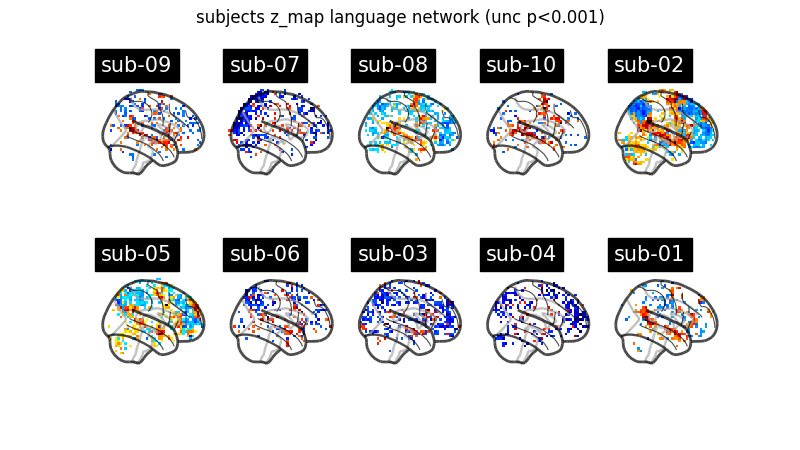 subjects z_map language network (unc p<0.001)
sub-09
sub-07
sub-08
sub-10
sub-02
sub-05
sub-06
sub-03
sub-04
sub-01